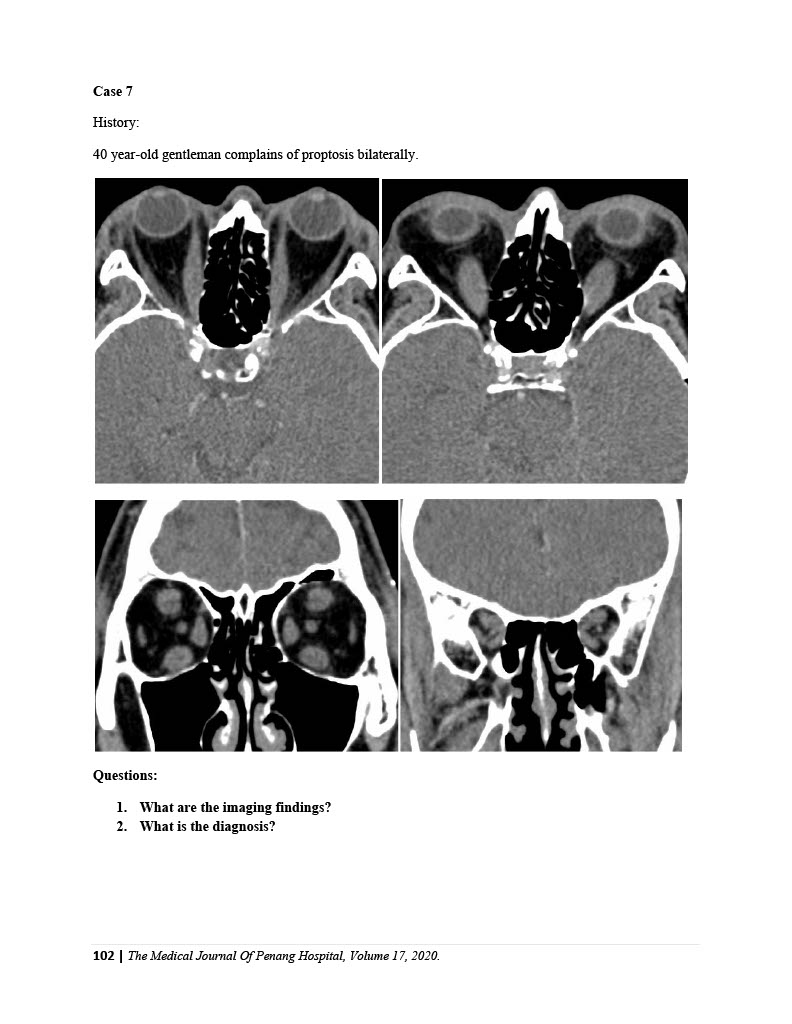 Case 7
History:
40 year-old gentleman complains of proptosis bilaterally.
Questions:
1. What are the imaging findings?
2. What is the diagnosis?
102 | The Medical Journal Of Penang Hospital, Volume 17, 2020.